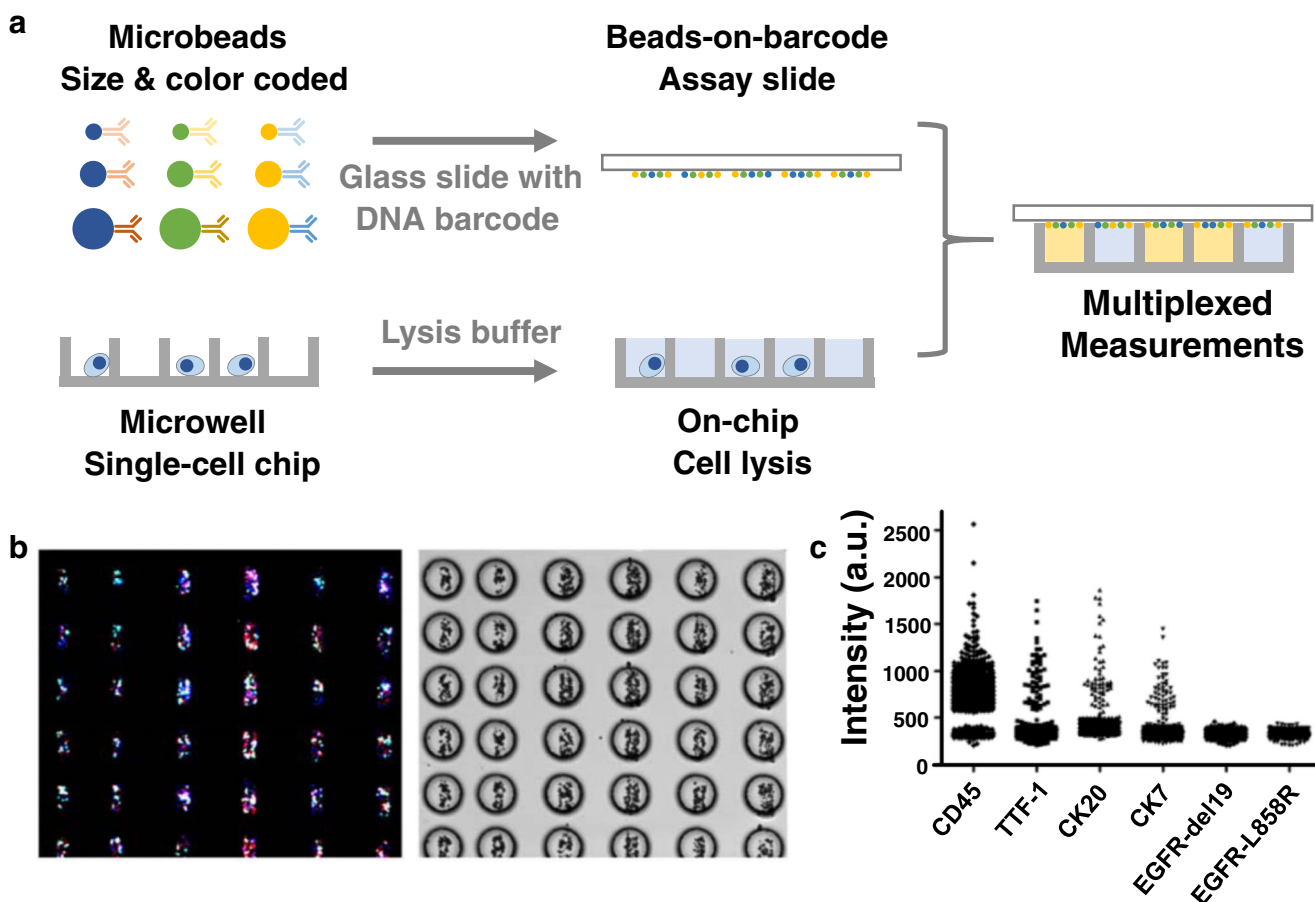 a
Microbeads
Size & color coded
Glass slide with
DNA barcode
Beads-on-barcode
Assay slide
Lysis buffer
Microwell
Single-cell chip
On-chip
Cell lysis
Multiplexed
Measurements
b
c
Intensity (a.u.)
2500
2000
1500
1000
500
0
CD45
TTF-1
CK20
CK7
EGFR-del19
EGFR-L858R